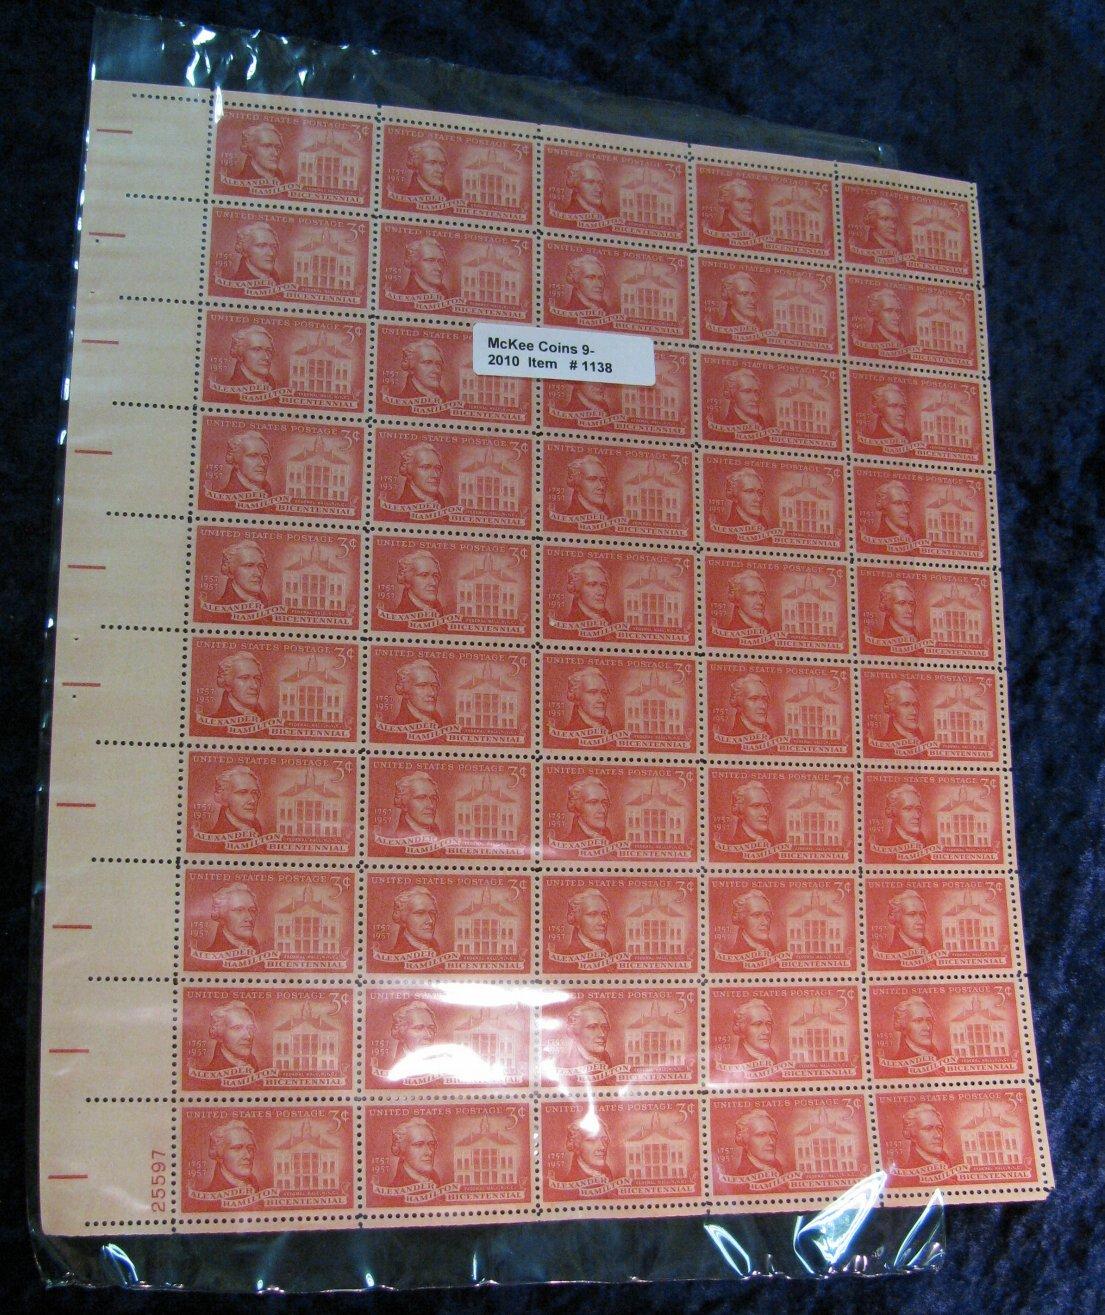 UNITED STATES POSTAGE 3¢
1757
1957
ALEXANDER
HAMILTON
BICENTENNIAL
McKee Coins 9-
2010 Item # 1138
25597